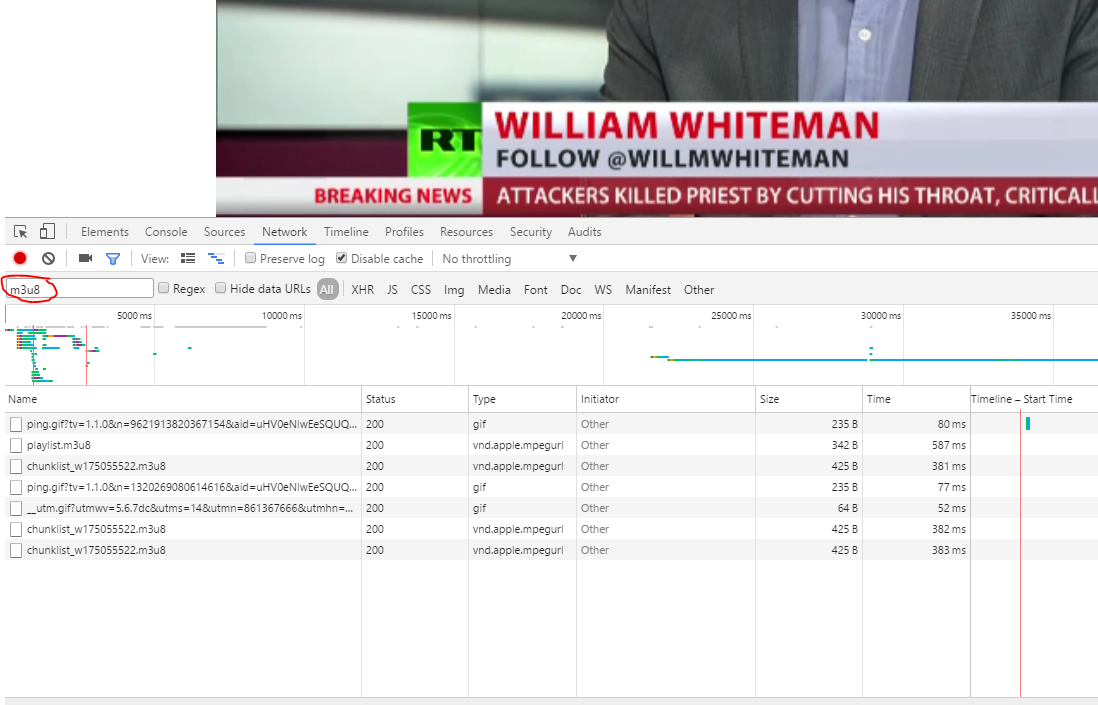 RT
WILLIAM WHITEMAN
FOLLOW @WILLMWHITEMAN
BREAKING NEWS ATTACKERS KILLED PRIEST BY CUTTING HIS THROAT, CRITICALL
Elements Console Sources Network Timeline Profiles Resources Security Audits
View: Preserve log Disable cache No throttling ▼
m3u8 Regex Hide data URLs All XHR JS CSS Img Media Font Doc WS Manifest Other
5000 ms 10000 ms 15000 ms 20000 ms 25000 ms 30000 ms 35000 ms
Name Status Type Initiator Size Time Timeline – Start Time
ping.gif?tv=1.1.0&n=9621913820367154&aid=uHV0eNlwEeSQUQ... 200 gif Other 235 B 80 ms
playlist.m3u8 200 vnd.apple.mpegurl Other 342 B 587 ms
chunklist_w175055522.m3u8 200 vnd.apple.mpegurl Other 425 B 381 ms
ping.gif?tv=1.1.0&n=1320269080614616&aid=uHV0eNlwEeSQUQ... 200 gif Other 235 B 77 ms
__utm.gif?utmwv=5.6.7dc&utms=14&utmn=861367666&utmhn=... 200 gif Other 64 B 52 ms
chunklist_w175055522.m3u8 200 vnd.apple.mpegurl Other 425 B 382 ms
chunklist_w175055522.m3u8 200 vnd.apple.mpegurl Other 425 B 383 ms